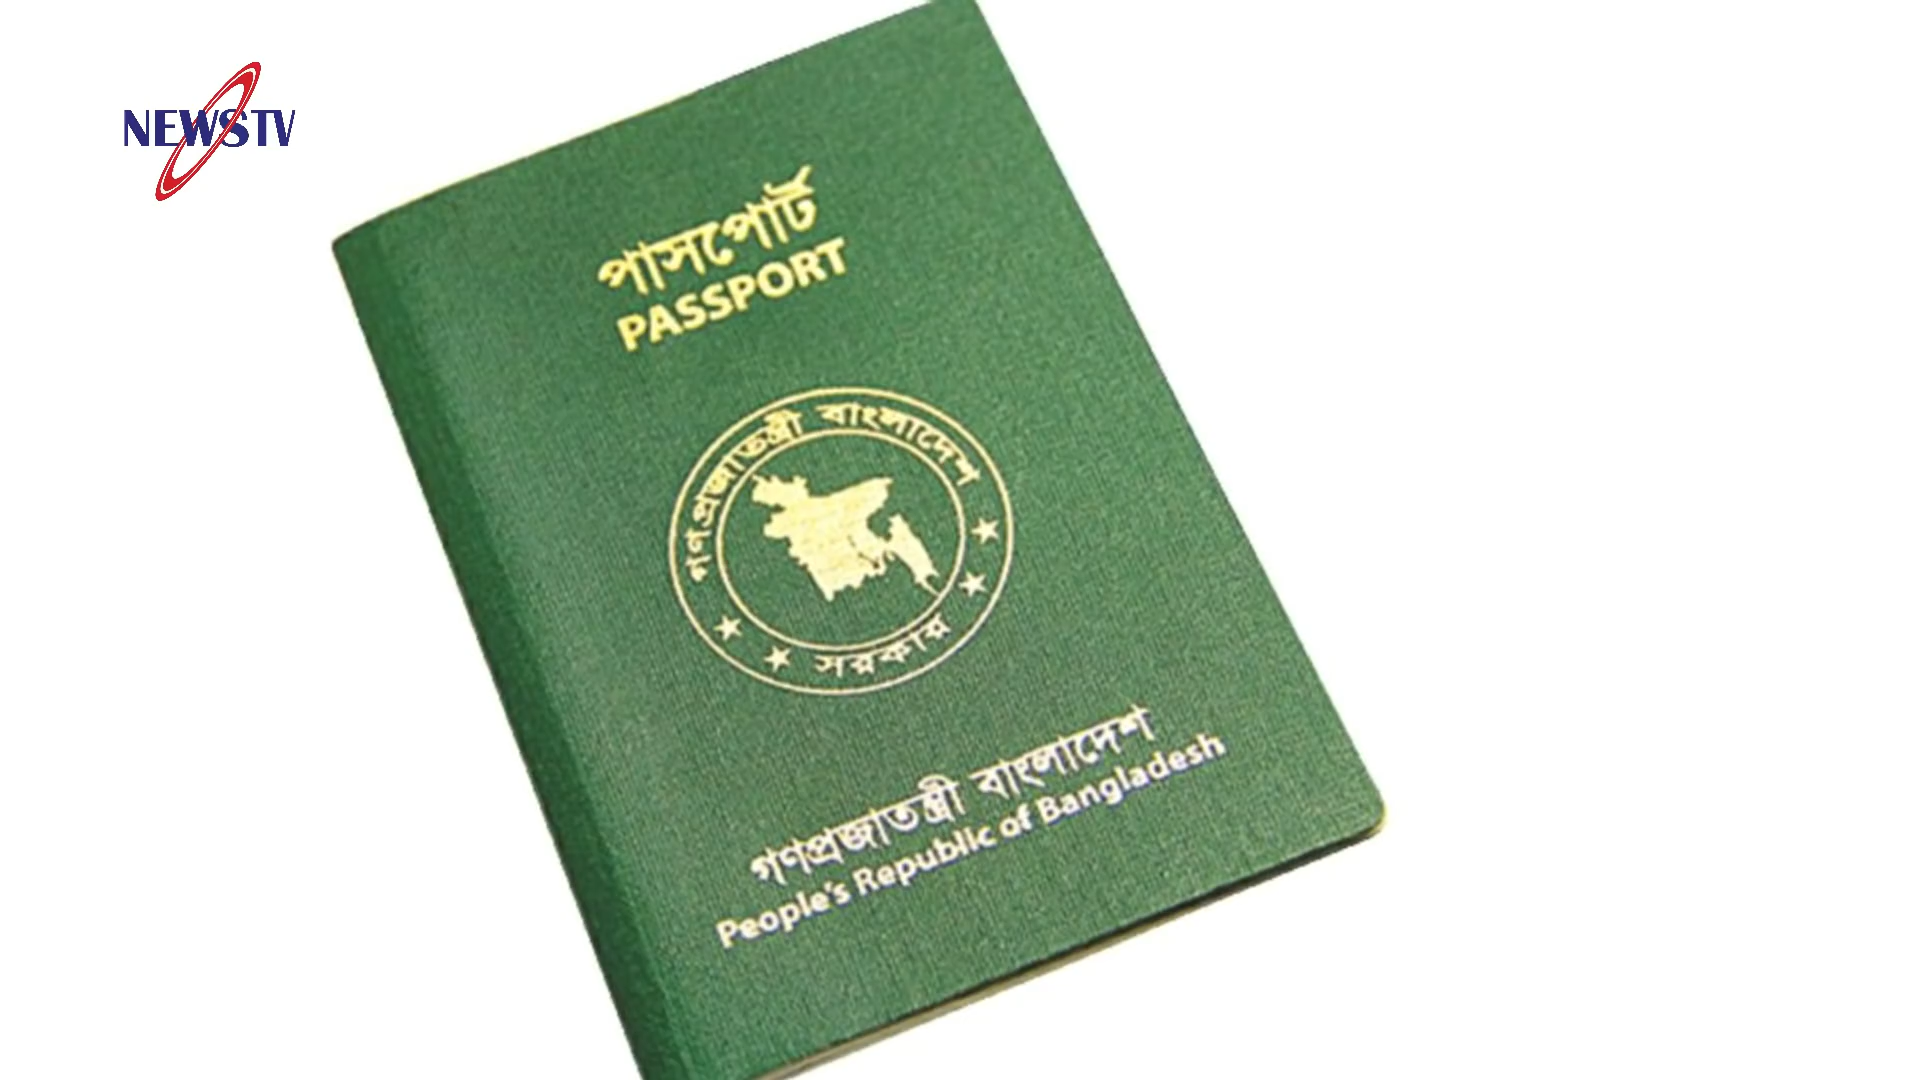 NEWSTV
পাসপোর্ট
PASSPORT
গণপ্রজাতন্ত্রী বাংলাদেশ
সরকার
গণপ্রজাতন্ত্রী বাংলাদেশ
People's Republic of Bangladesh